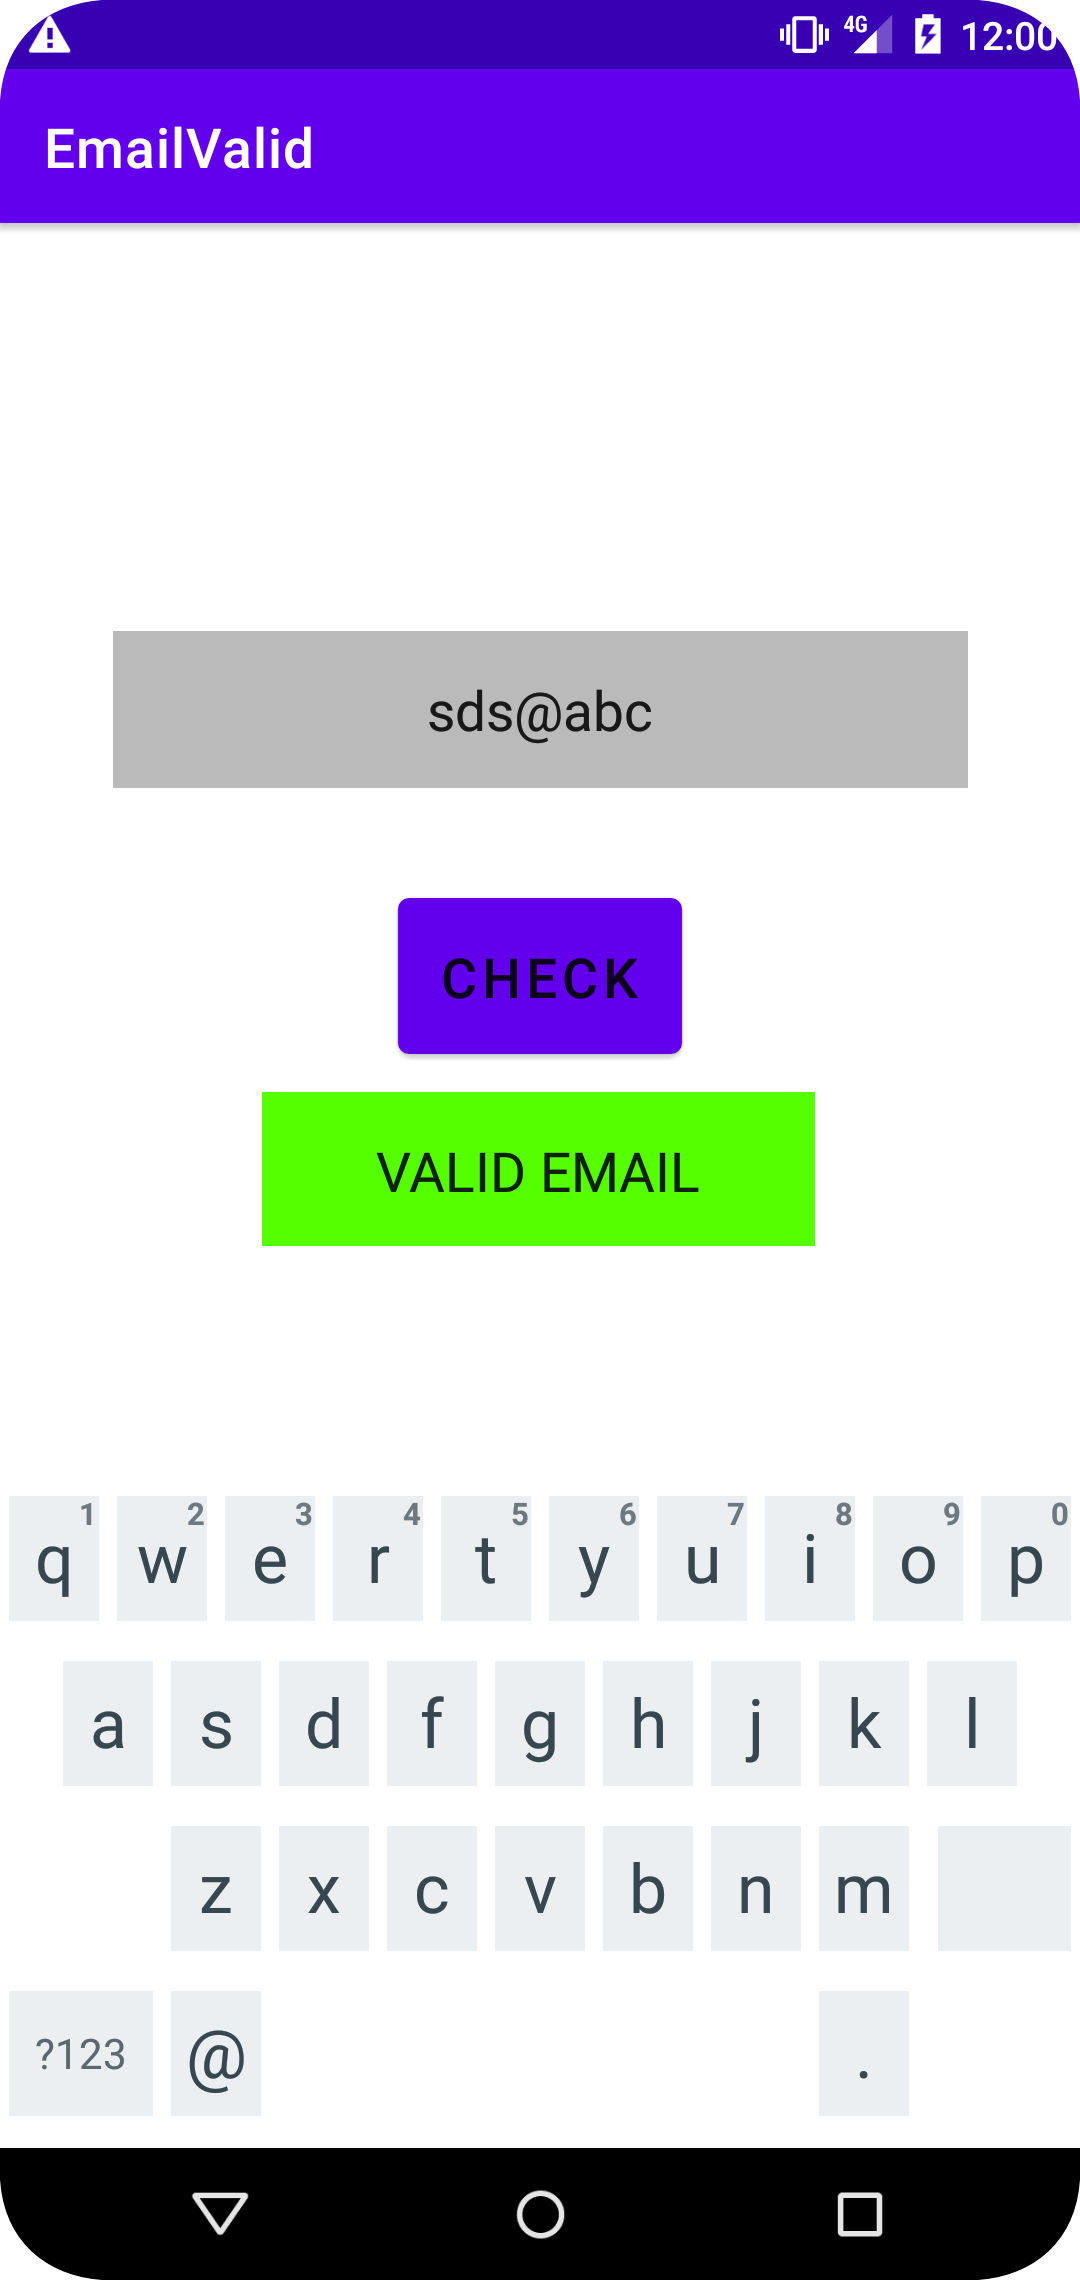 4G 12:00
EmailValid
sds@abc
CHECK
VALID EMAIL
1 2 3 4 5 6 7 8 9 0
q w e r t y u i o p
a s d f g h j k l
z x c v b n m
?123 @ .